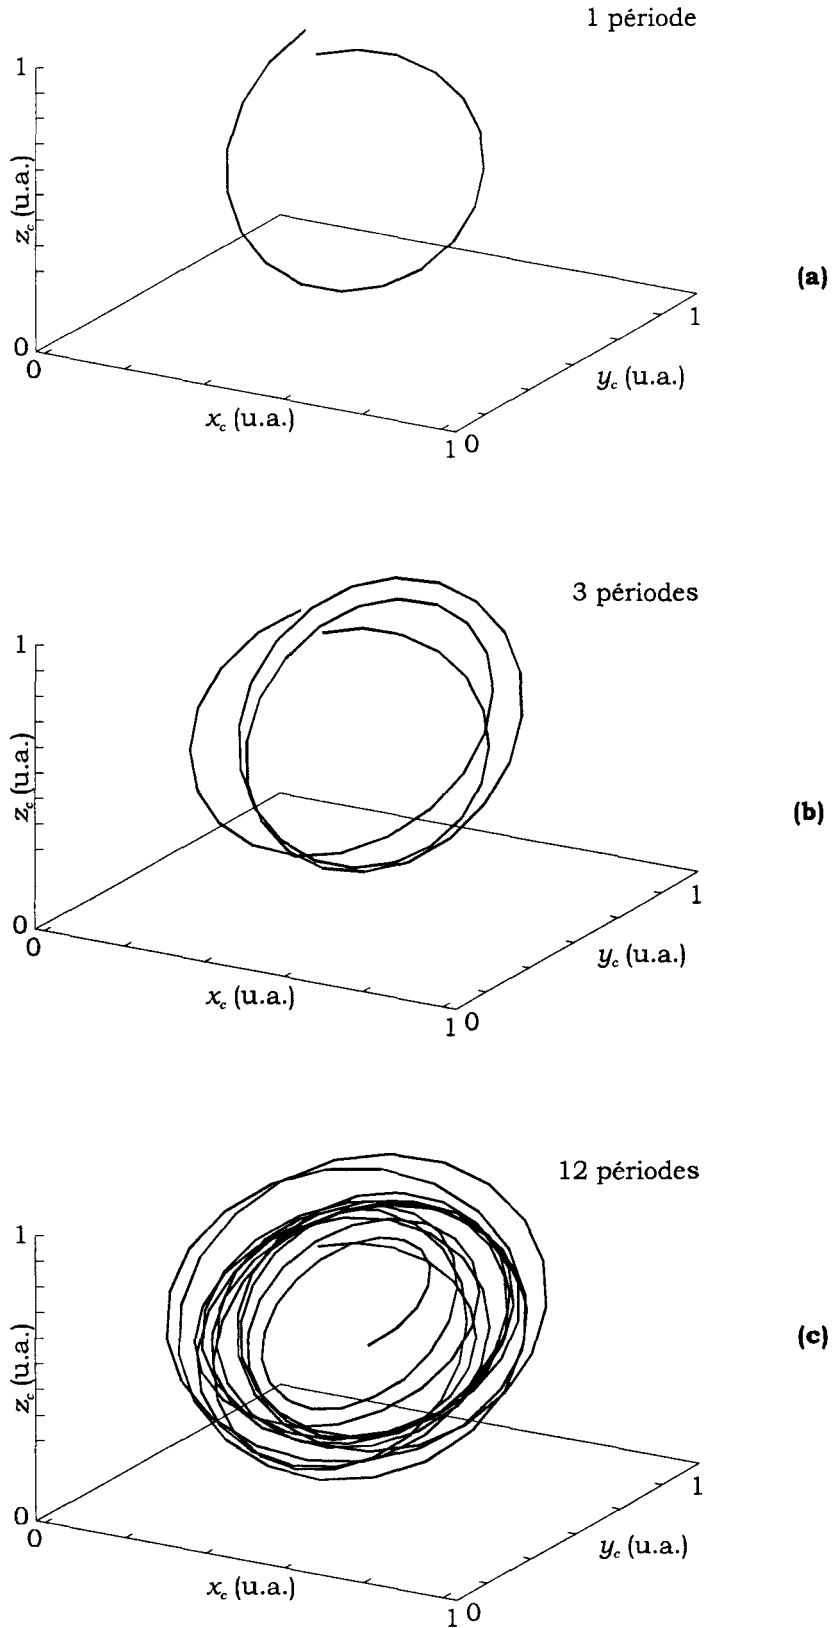 1 période
1
z_c (u.a.)
(a)
0
0
1
y_c (u.a.)
x_c (u.a.)
1 0
3 périodes
1
z_c (u.a.)
(b)
0
0
1
y_c (u.a.)
x_c (u.a.)
1 0
12 périodes
1
z_c (u.a.)
(c)
0
0
1
y_c (u.a.)
x_c (u.a.)
1 0